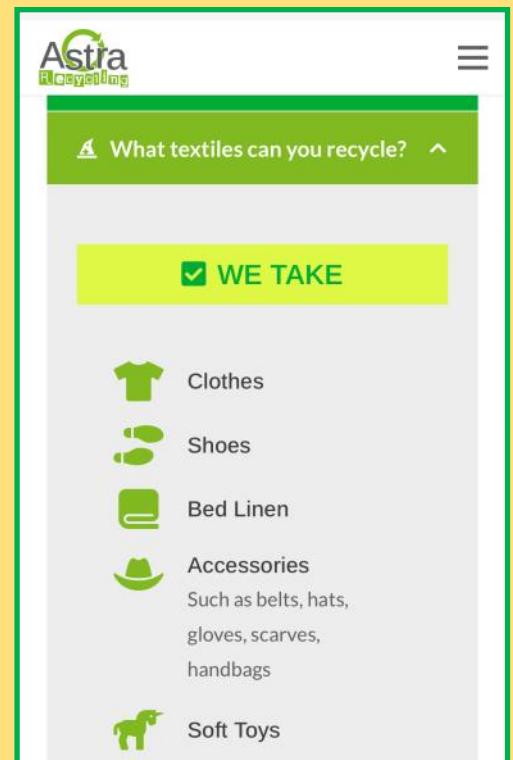 Astra
Recycling
What textiles can you recycle?
WE TAKE
Clothes
Shoes
Bed Linen
Accessories
Such as belts, hats,
gloves, scarves,
handbags
Soft Toys